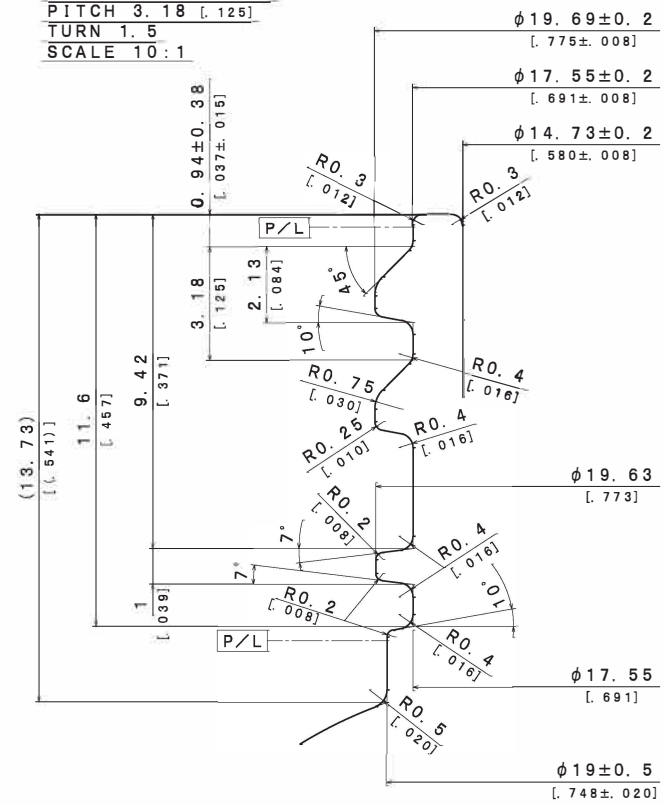 PITCH 3.18 [.125]
TURN 1.5
SCALE 10:1
φ19.69±0.2
[.775±.008]
φ17.55±0.2
[.691±.008]
φ14.73±0.2
[.580±.008]
0.94±0.38
[.037±.015]
R0.3
[.012]
R0.3
[.012]
P/L
45°
2.13
[.084]
3.18
[.125]
10°
R0.4
[.016]
9.42
[.371]
R0.75
[.030]
R0.4
[.016]
11.6
[.457]
R0.25
[.010]
(13.73)
[(.541)]
φ19.63
[.773]
R0.2
[.008]
7°
R0.4
[.016]
7°
10°
1
[.039]
R0.2
[.008]
P/L
R0.4
[.016]
φ17.55
[.691]
R0.5
[.020]
φ19±0.5
[.748±.020]